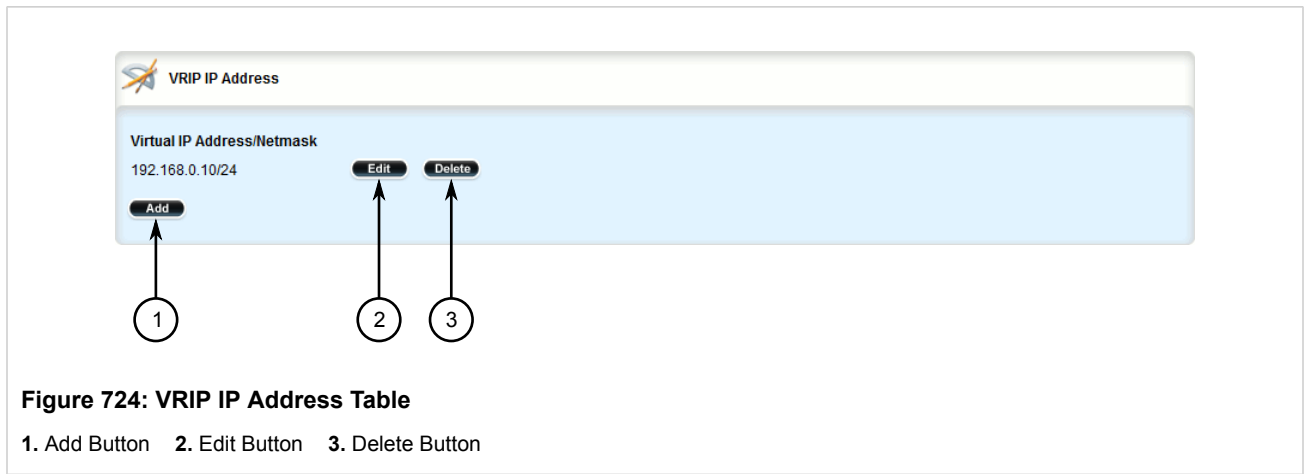 VRIP IP Address
Virtual IP Address/Netmask
192.168.0.10/24 Edit Delete
Add
1 2 3
Figure 724: VRIP IP Address Table
1. Add Button 2. Edit Button 3. Delete Button